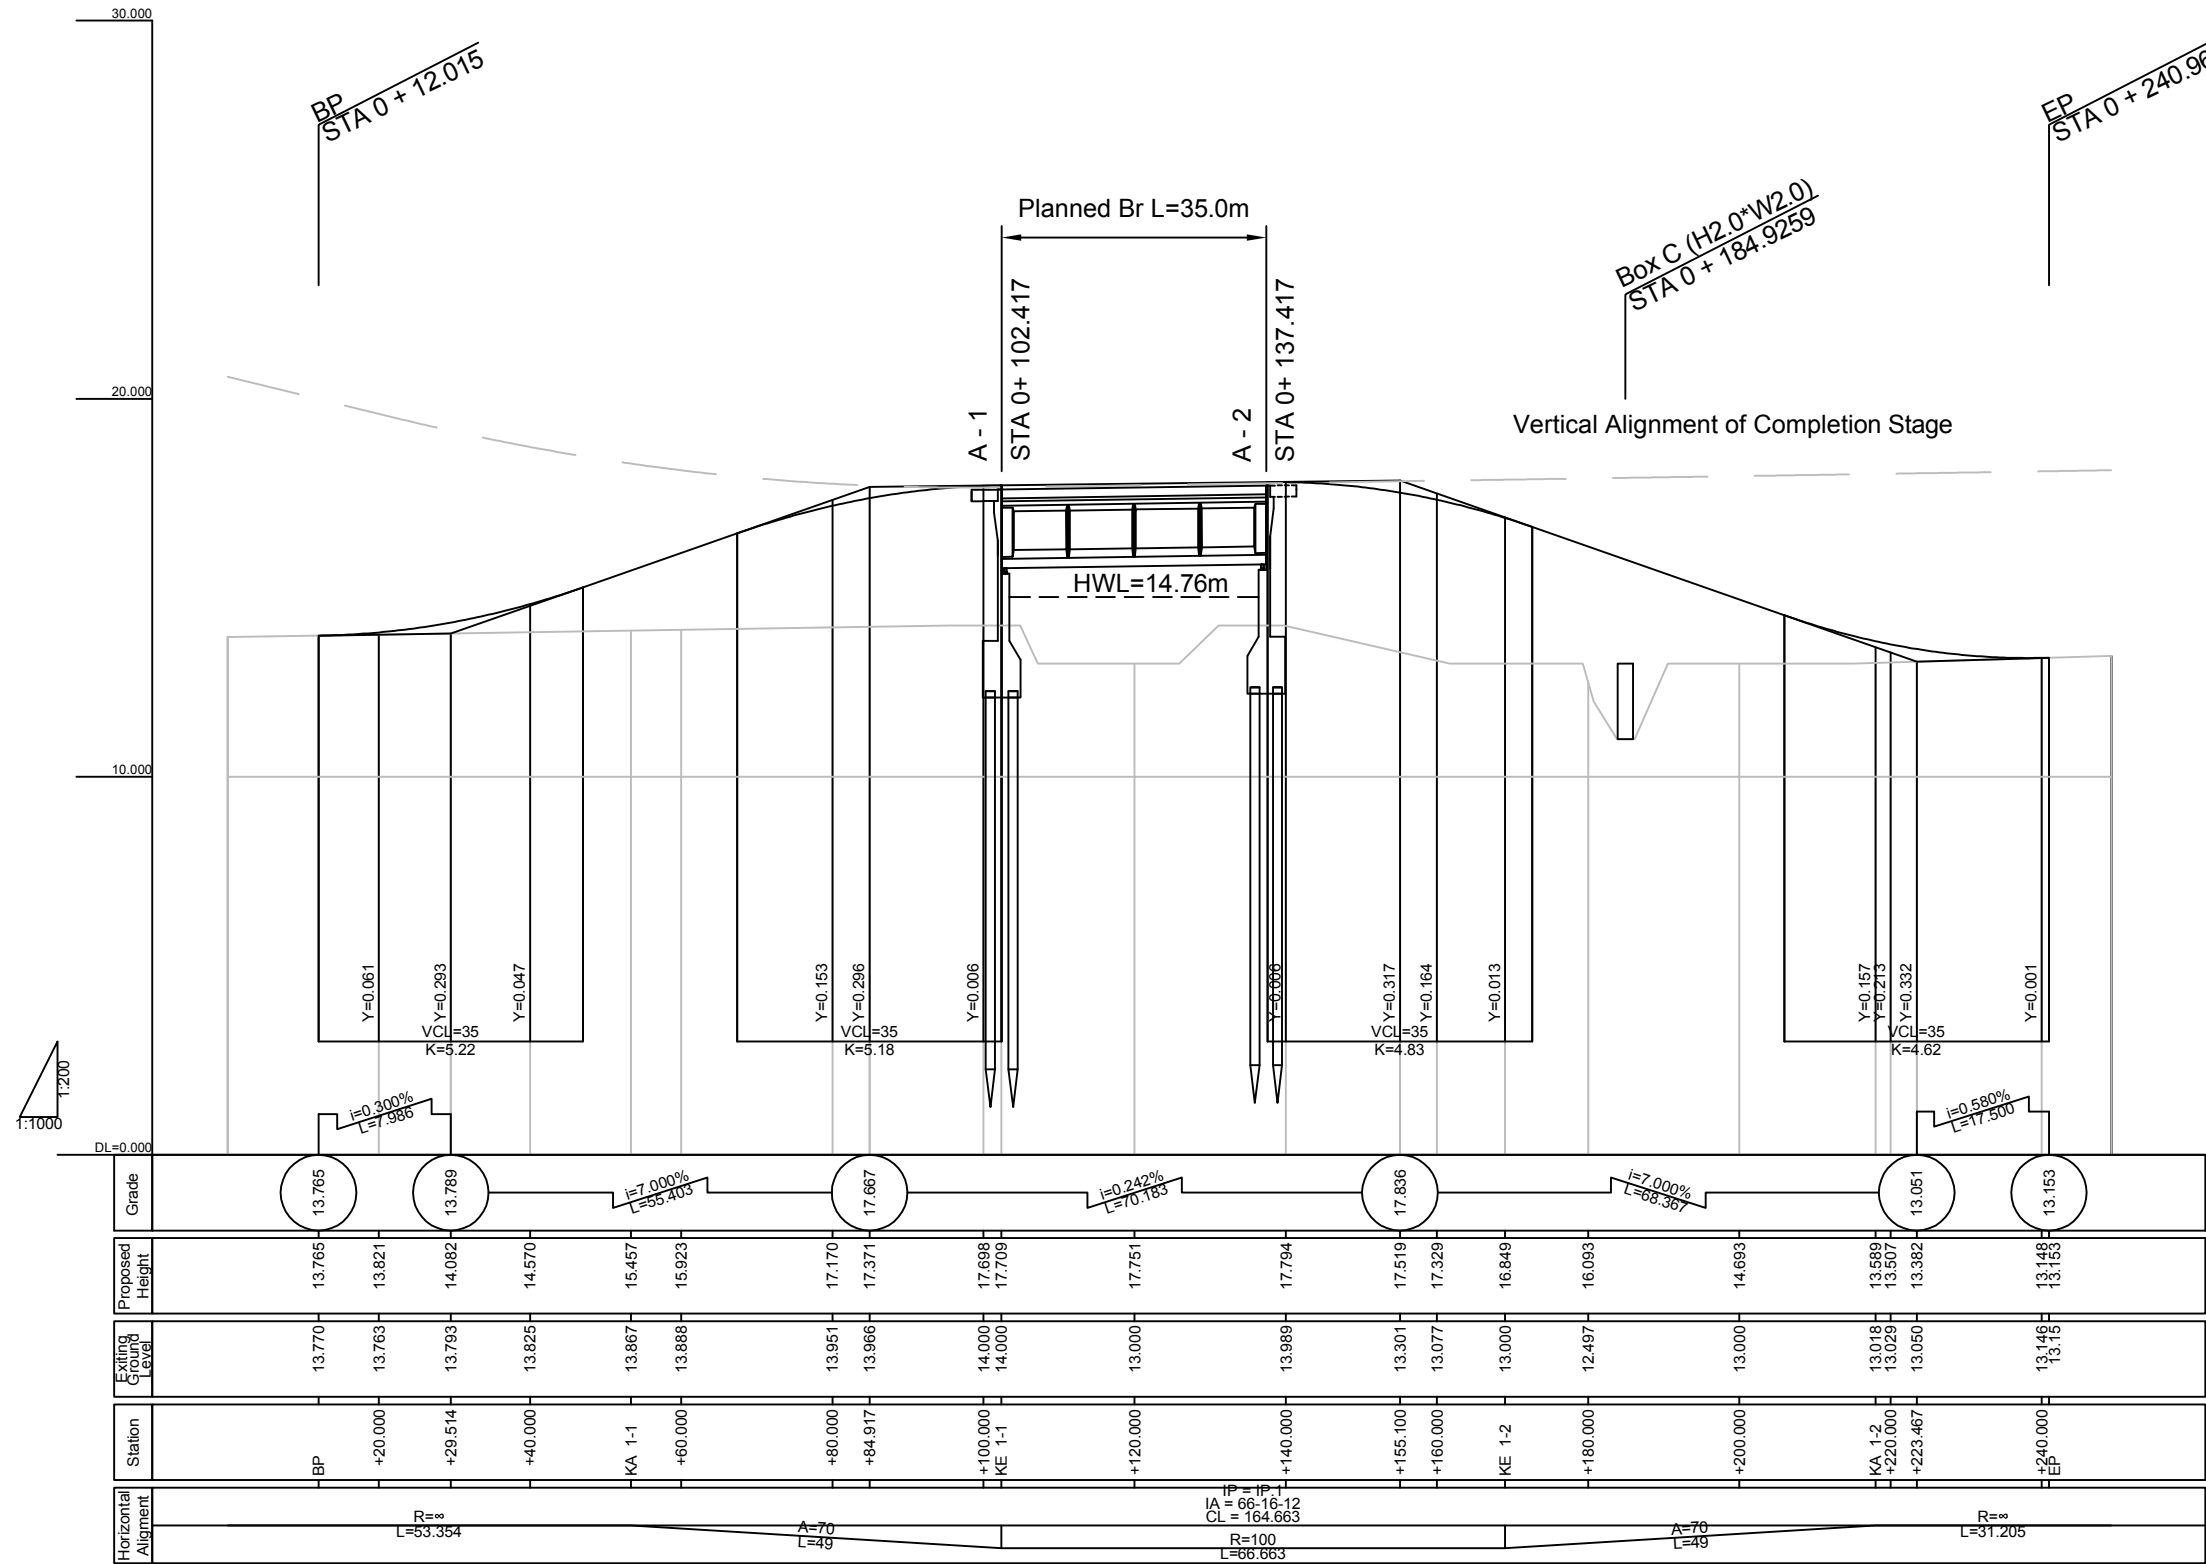 30.000
BP
STA 0 + 12.015
EP
STA 0 + 240.96
Planned Br L=35.0m
Box C (H2.0*W2.0)
STA 0 + 184.9259
A - 1
STA 0+ 102.417
A - 2
STA 0+ 137.417
20.000
Vertical Alignment of Completion Stage
HWL=14.76m
10.000
Y=0.061
Y=0.293
Y=0.047
Y=0.153
Y=0.296
Y=0.006
Y=0.006
Y=0.317
Y=0.164
Y=0.013
Y=0.157
Y=0.213
Y=0.332
Y=0.001
VCL=35
K=5.22
VCL=35
K=5.18
VCL=35
K=4.83
VCL=35
K=4.62
1:200
1:1000
i=0.300%
L=7.986
i=0.580%
L=17.500
DL=0.000
Grade
13.765
13.789
i=7.000%
L=55.403
17.667
i=0.242%
L=70.183
17.836
i=7.000%
L=68.367
13.051
13.153
Proposed
Height
13.765
13.821
14.082
14.570
15.457
15.923
17.170
17.371
17.698
17.709
17.751
17.794
17.519
17.329
16.849
16.093
14.693
13.589
13.507
13.382
13.148
13.153
Exiting
Ground
Level
13.770
13.763
13.793
13.825
13.867
13.888
13.951
13.966
14.000
14.000
13.000
13.989
13.301
13.077
13.000
12.497
13.000
13.018
13.029
13.050
13.146
13.15
Station
BP
+20.000
+29.514
+40.000
KA 1-1
+60.000
+80.000
+84.917
+100.000
KE 1-1
+120.000
+140.000
+155.100
+160.000
KE 1-2
+180.000
+200.000
KA 1-2
+220.000
+223.467
+240.000
EP
Horizontal
Aligment
R=∞
L=53.354
A=70
L=49
IP = IP.1
IA = 66-16-12
CL = 164.663
R=100
L=66.663
A=70
L=49
R=∞
L=31.205